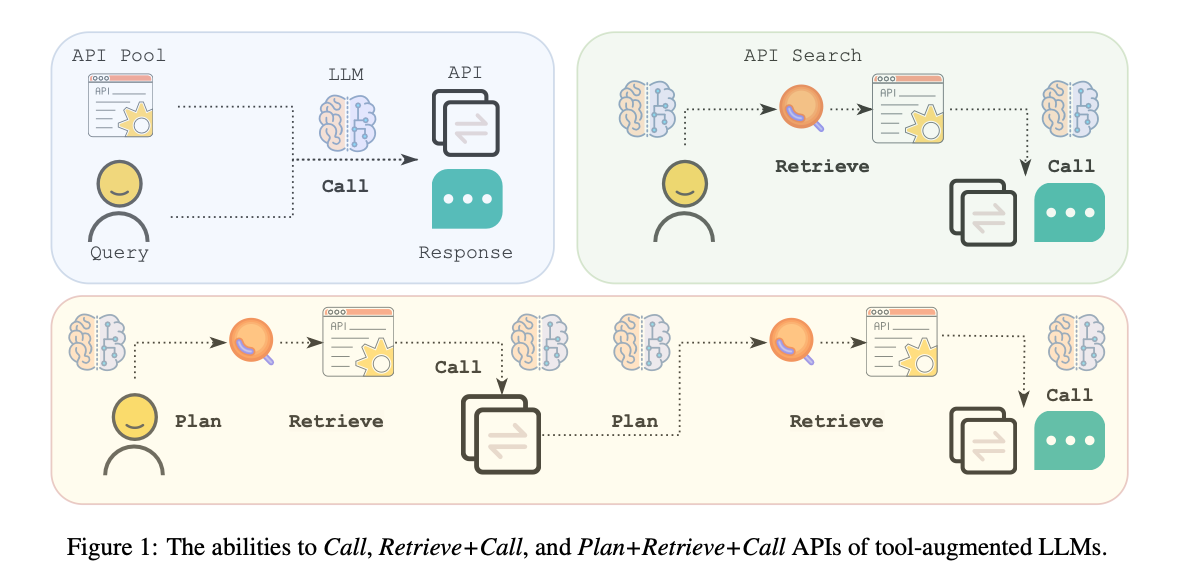 API Pool
API
LLM
API
Call
Query
Response
API Search
API
Retrieve
Call
API
Call
Plan
Retrieve
Plan
API
Retrieve
Call
Figure 1: The abilities to Call, Retrieve+Call, and Plan+Retrieve+Call APIs of tool-augmented LLMs.